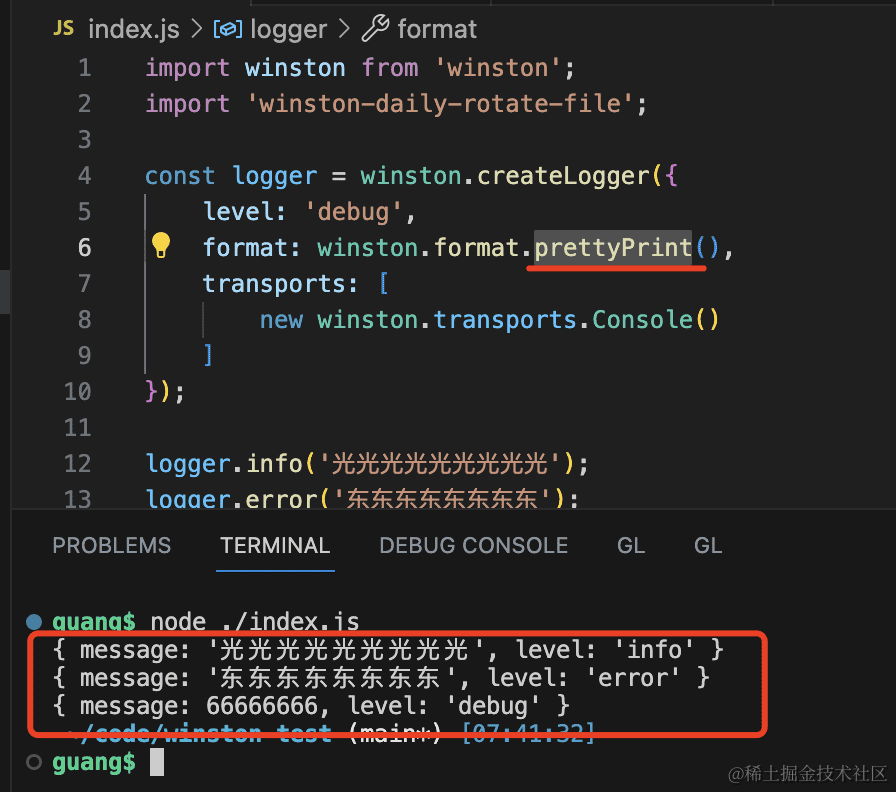 JS index.js > logger > format
1 import winston from 'winston';
2 import 'winston-daily-rotate-file';
3
4 const logger = winston.createLogger({
5 level: 'debug',
6 format: winston.format.prettyPrint(),
7 transports: [
8 new winston.transports.Console()
9 ]
10 });
11
12 logger.info('光光光光光光光光光');
13 logger.error('东东东东东东东东');
PROBLEMS TERMINAL DEBUG CONSOLE GL GL
guang$ node ./index.js
{ message: '光光光光光光光光光', level: 'info' }
{ message: '东东东东东东东东', level: 'error' }
{ message: 66666666, level: 'debug' }
~/code/winston-test (main*) [07:41:32]
guang$
@稀土掘金技术社区